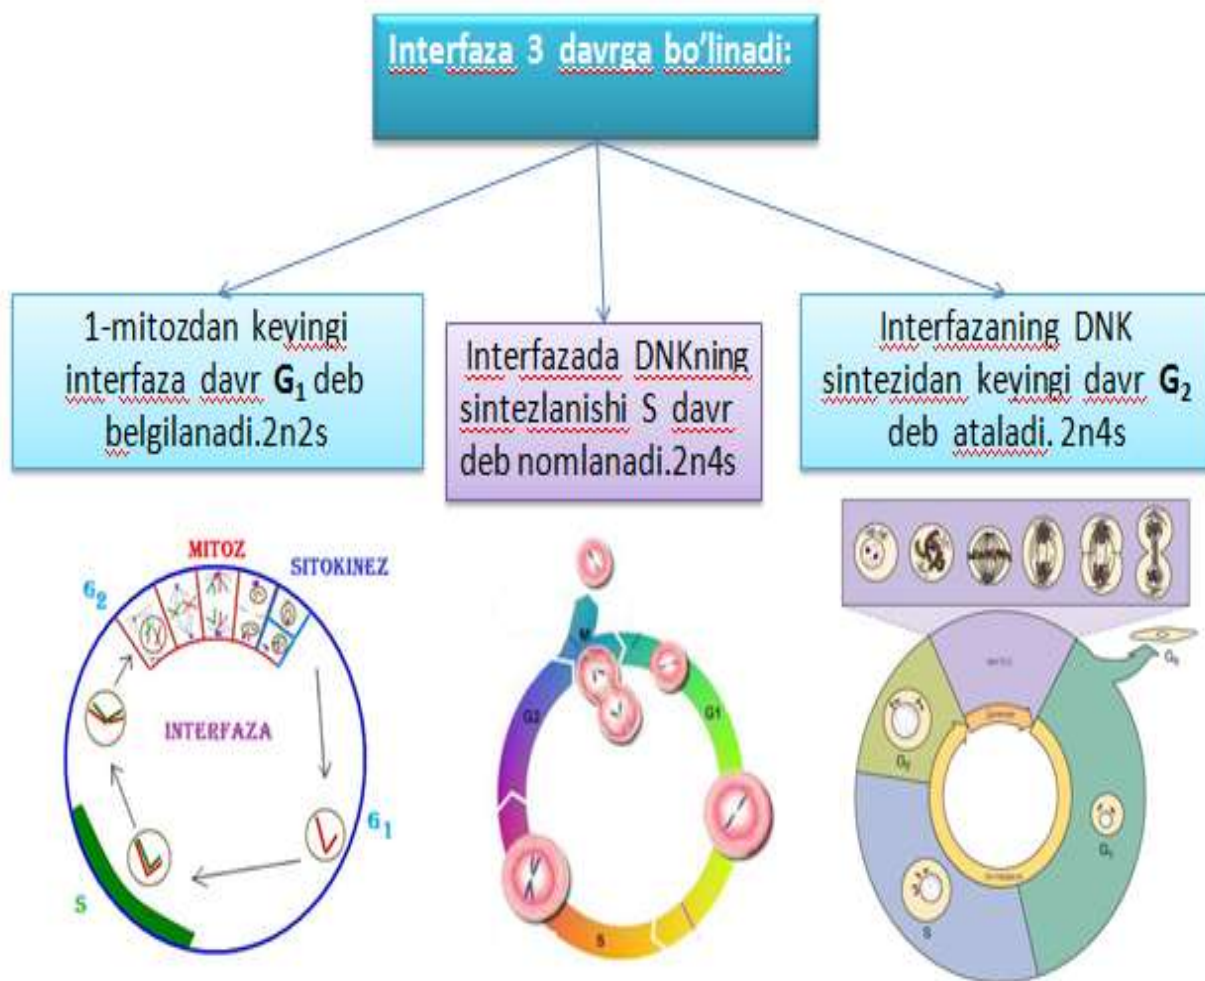 Interfaza 3 davrga bo'linadi:
1-mitozdan keyingi
interfaza davr G₁ deb
belgilanadi.2n2s
Interfazada DNKning
sintezlanishi S davr
deb nomlanadi.2n4s
Interfazaning DNK
sintezidan keyingi davr G₂
deb ataladi. 2n4s
MITOZ
SITOKINEZ
G₂
INTERFAZA
G₁
S
M
G1
G2
S
G₀
G₂
G₁
S